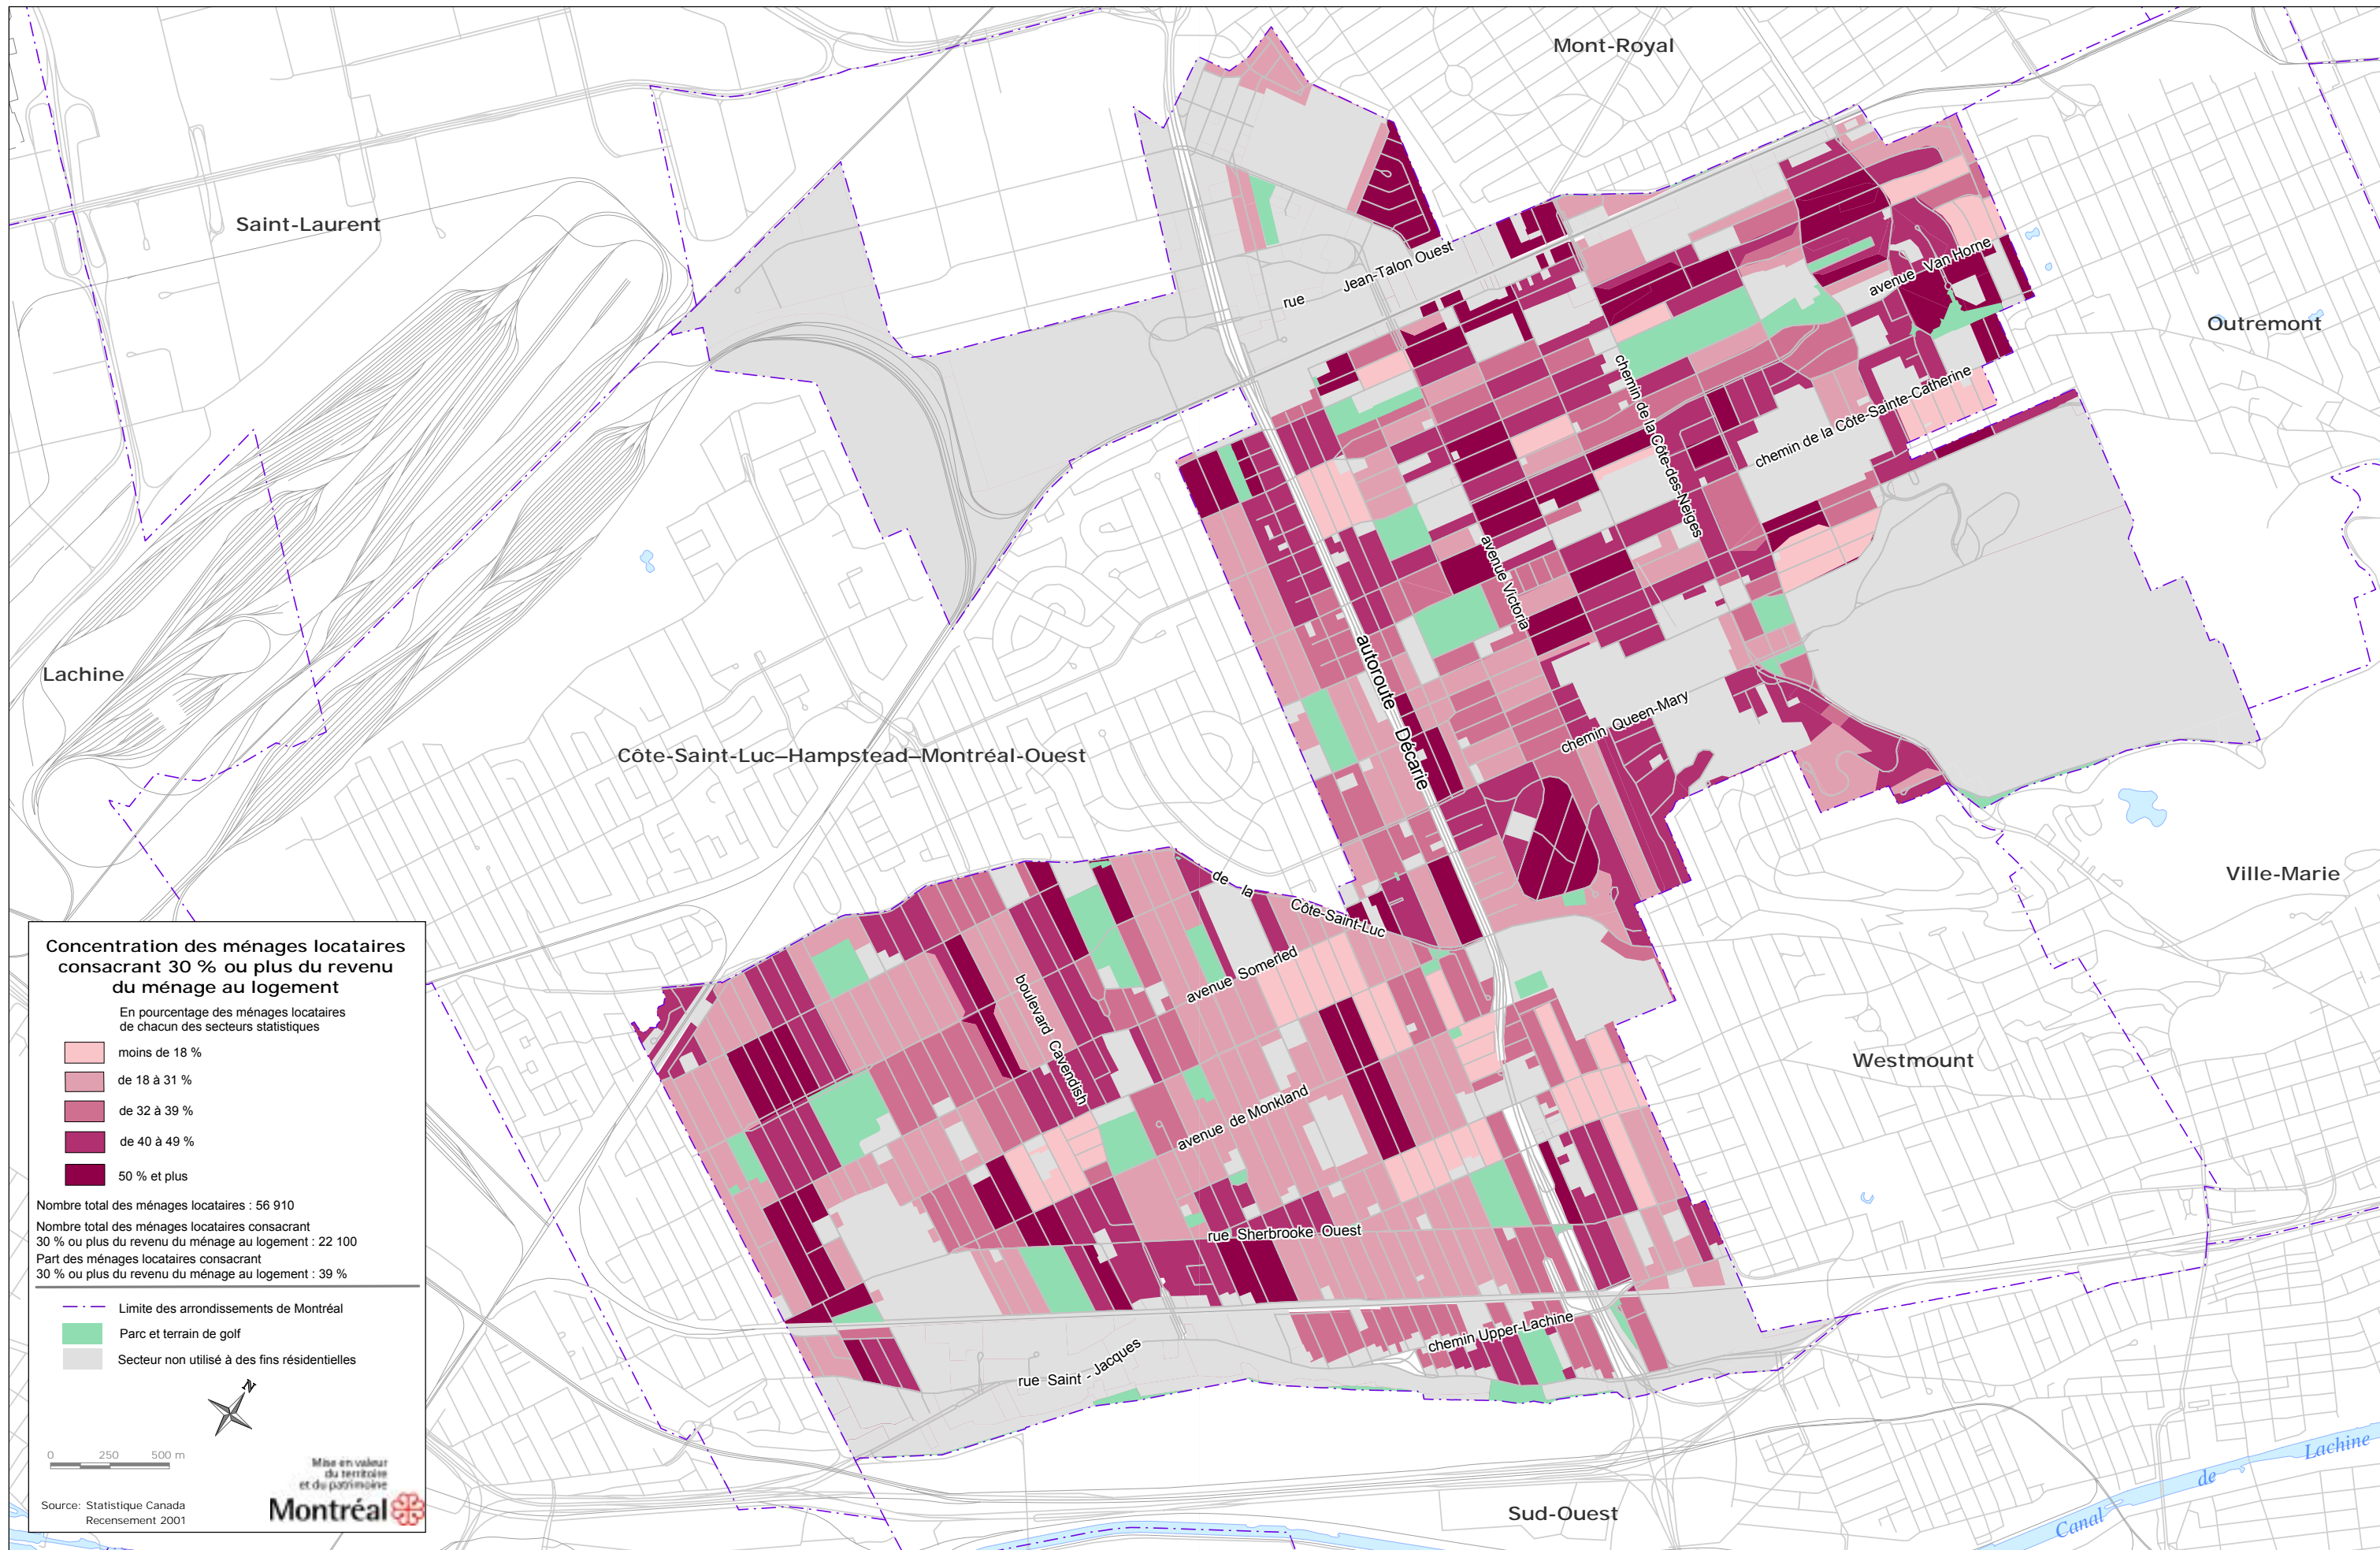 Mont-Royal
Saint-Laurent
rue Jean-Talon Ouest
avenue Van Horne
Outremont
chemin de la Côte-des-Neiges
chemin de la Côte-Sainte-Catherine
avenue Victoria
Lachine
autoroute Décarie
chemin Queen-Mary
Côte-Saint-Luc–Hampstead–Montréal-Ouest
Ville-Marie
de la Côte-Saint-Luc
avenue Somerled
boulevard Cavendish
Westmount
avenue de Monkland
rue Sherbrooke Ouest
chemin Upper-Lachine
rue Saint - Jacques
Sud-Ouest
Canal de Lachine
Concentration des ménages locataires
consacrant 30 % ou plus du revenu
du ménage au logement
En pourcentage des ménages locataires
de chacun des secteurs statistiques
moins de 18 %
de 18 à 31 %
de 32 à 39 %
de 40 à 49 %
50 % et plus
Nombre total des ménages locataires : 56 910
Nombre total des ménages locataires consacrant
30 % ou plus du revenu du ménage au logement : 22 100
Part des ménages locataires consacrant
30 % ou plus du revenu du ménage au logement : 39 %
Limite des arrondissements de Montréal
Parc et terrain de golf
Secteur non utilisé à des fins résidentielles
N
0 250 500 m
Mise en valeur
du territoire
et du patrimoine
Montréal
Source: Statistique Canada
Recensement 2001